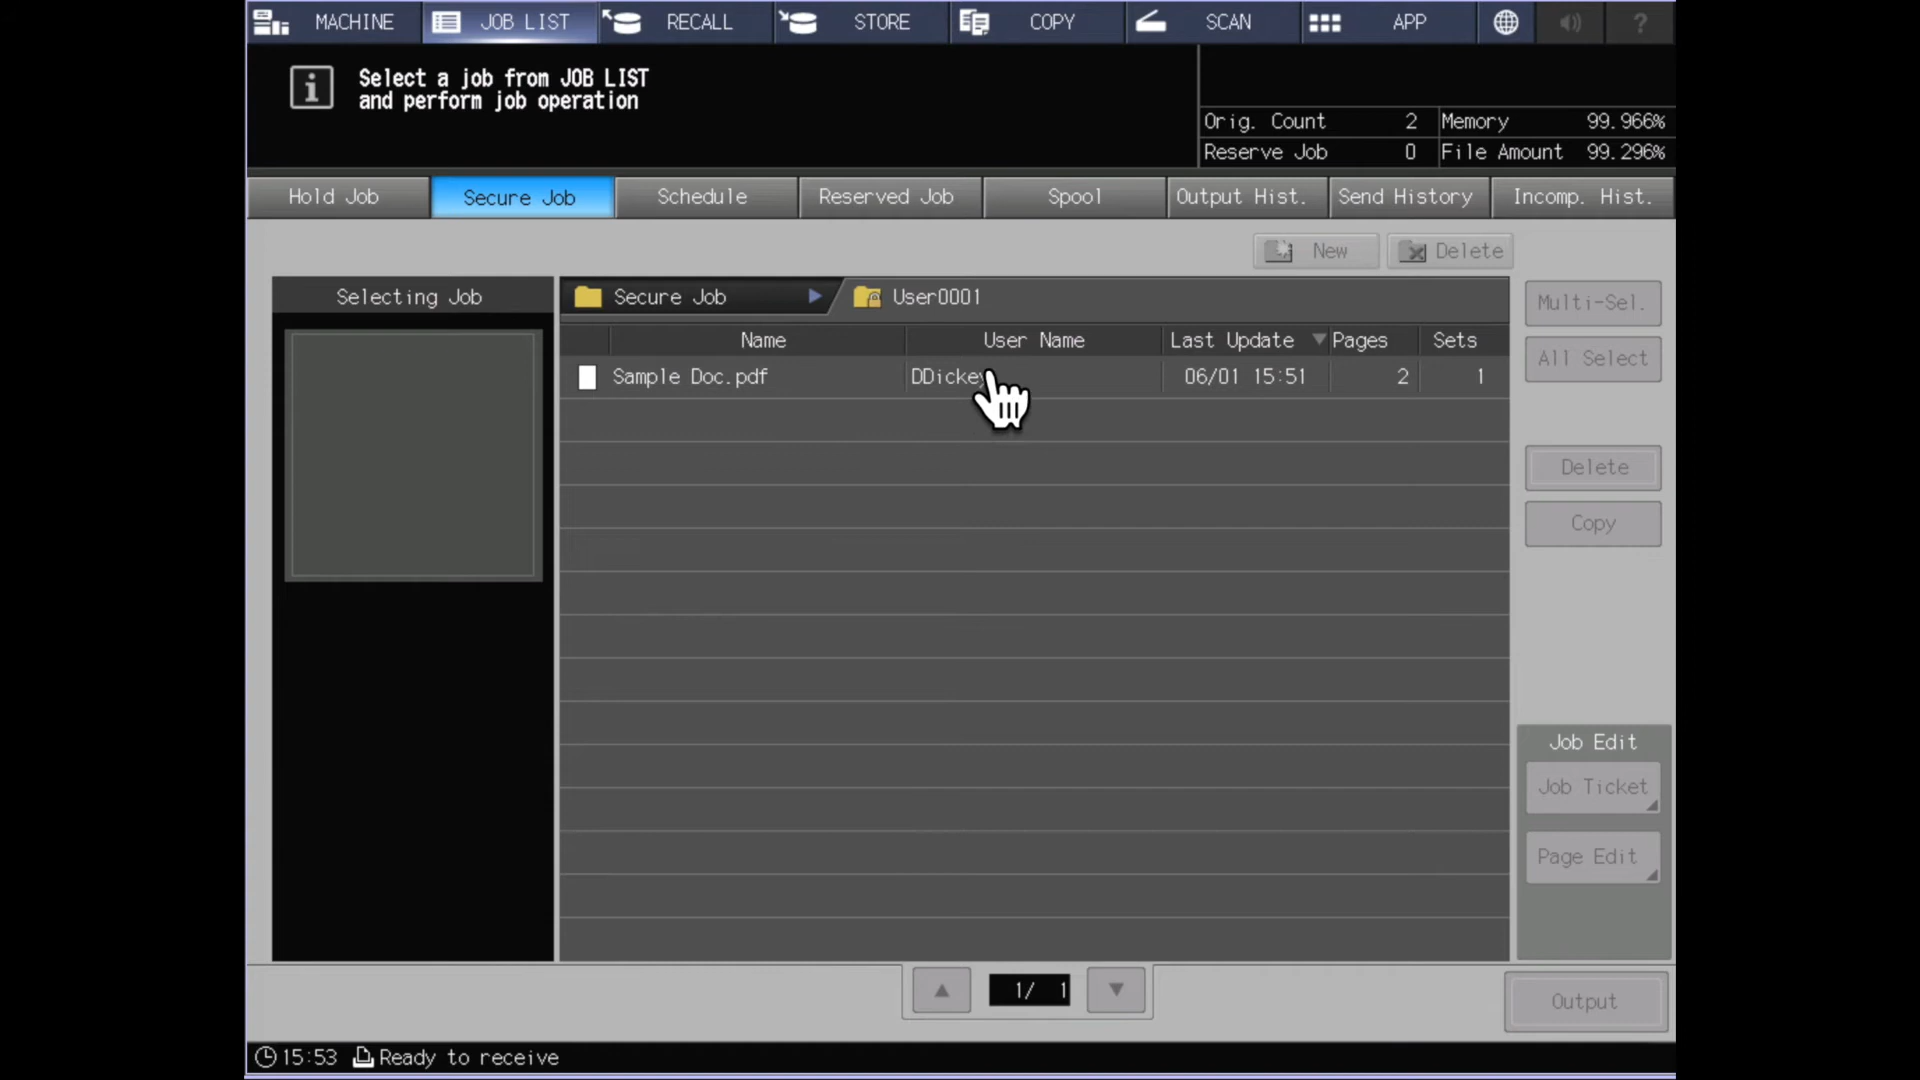 MACHINE JOB LIST RECALL STORE COPY SCAN APP ?
Select a job from JOB LIST
and perform job operation
Orig. Count 2 Memory 99.966%
Reserve Job 0 File Amount 99.296%
Hold Job Secure Job Schedule Reserved Job Spool Output Hist. Send History Incomp. Hist.
New Delete
Selecting Job Secure Job User0001
Multi-Sel.
Name User Name Last Update Pages Sets
All Select
Sample Doc.pdf DDickey 06/01 15:51 2 1
Delete
Copy
Job Edit
Job Ticket
Page Edit
1/ 1
Output
15:53 Ready to receive